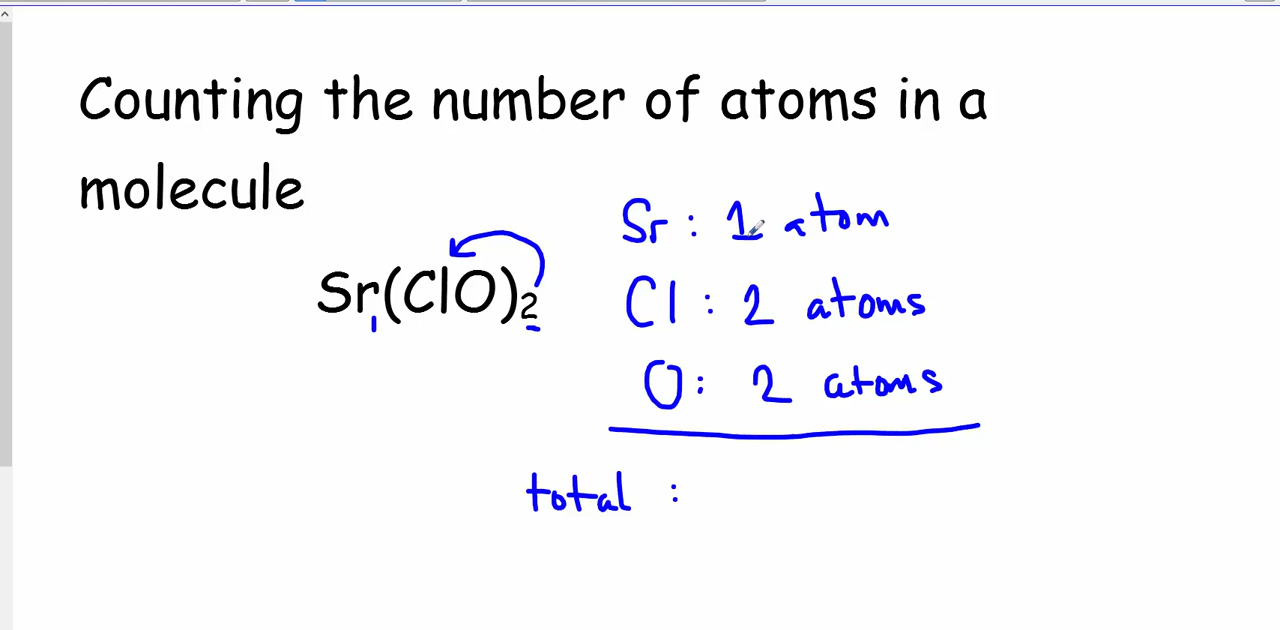 Counting the number of atoms in a
molecule
Sr : 1 atom
Sr(ClO)2
Cl : 2 atoms
O : 2 atoms
total :